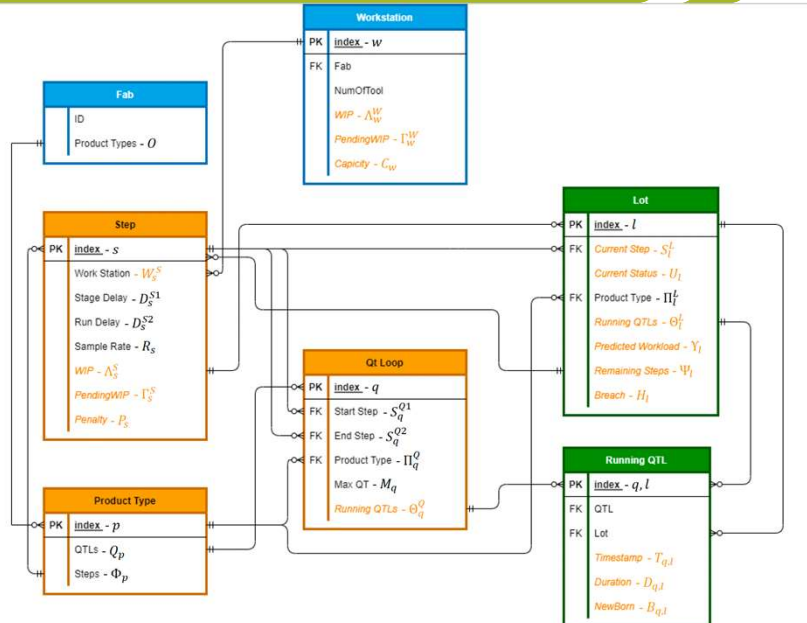 Workstation
PK index - w
FK Fab
NumOfTool
WIP - Λ_w^W
PendingWIP - Γ_w^W
Capicity - C_w
Fab
ID
Product Types - O
Step
PK index - s
Work Station - W_s^S
Stage Delay - D_s^{S1}
Run Delay - D_s^{S2}
Sample Rate - R_s
WIP - Λ_s^S
PendingWIP - Γ_s^S
Penalty - P_s
Lot
PK index - l
FK Current Step - S_l^L
Current Status - U_l
FK Product Type - Π_l^L
Running QTLs - Θ_l^L
Predicted Workload - Υ_l
Remaining Steps - Ψ_l
Breach - H_l
Qt Loop
PK index - q
FK Start Step - S_q^{Q1}
FK End Step - S_q^{Q2}
FK Product Type - Π_q^Q
Max QT - M_q
Running QTLs - Θ_q^Q
Product Type
PK index - p
QTLs - Q_p
Steps - Φ_p
Running QTL
PK index - q, l
FK QTL
FK Lot
Timestamp - T_{q,l}
Duration - D_{q,l}
NewBorn - B_{q,l}